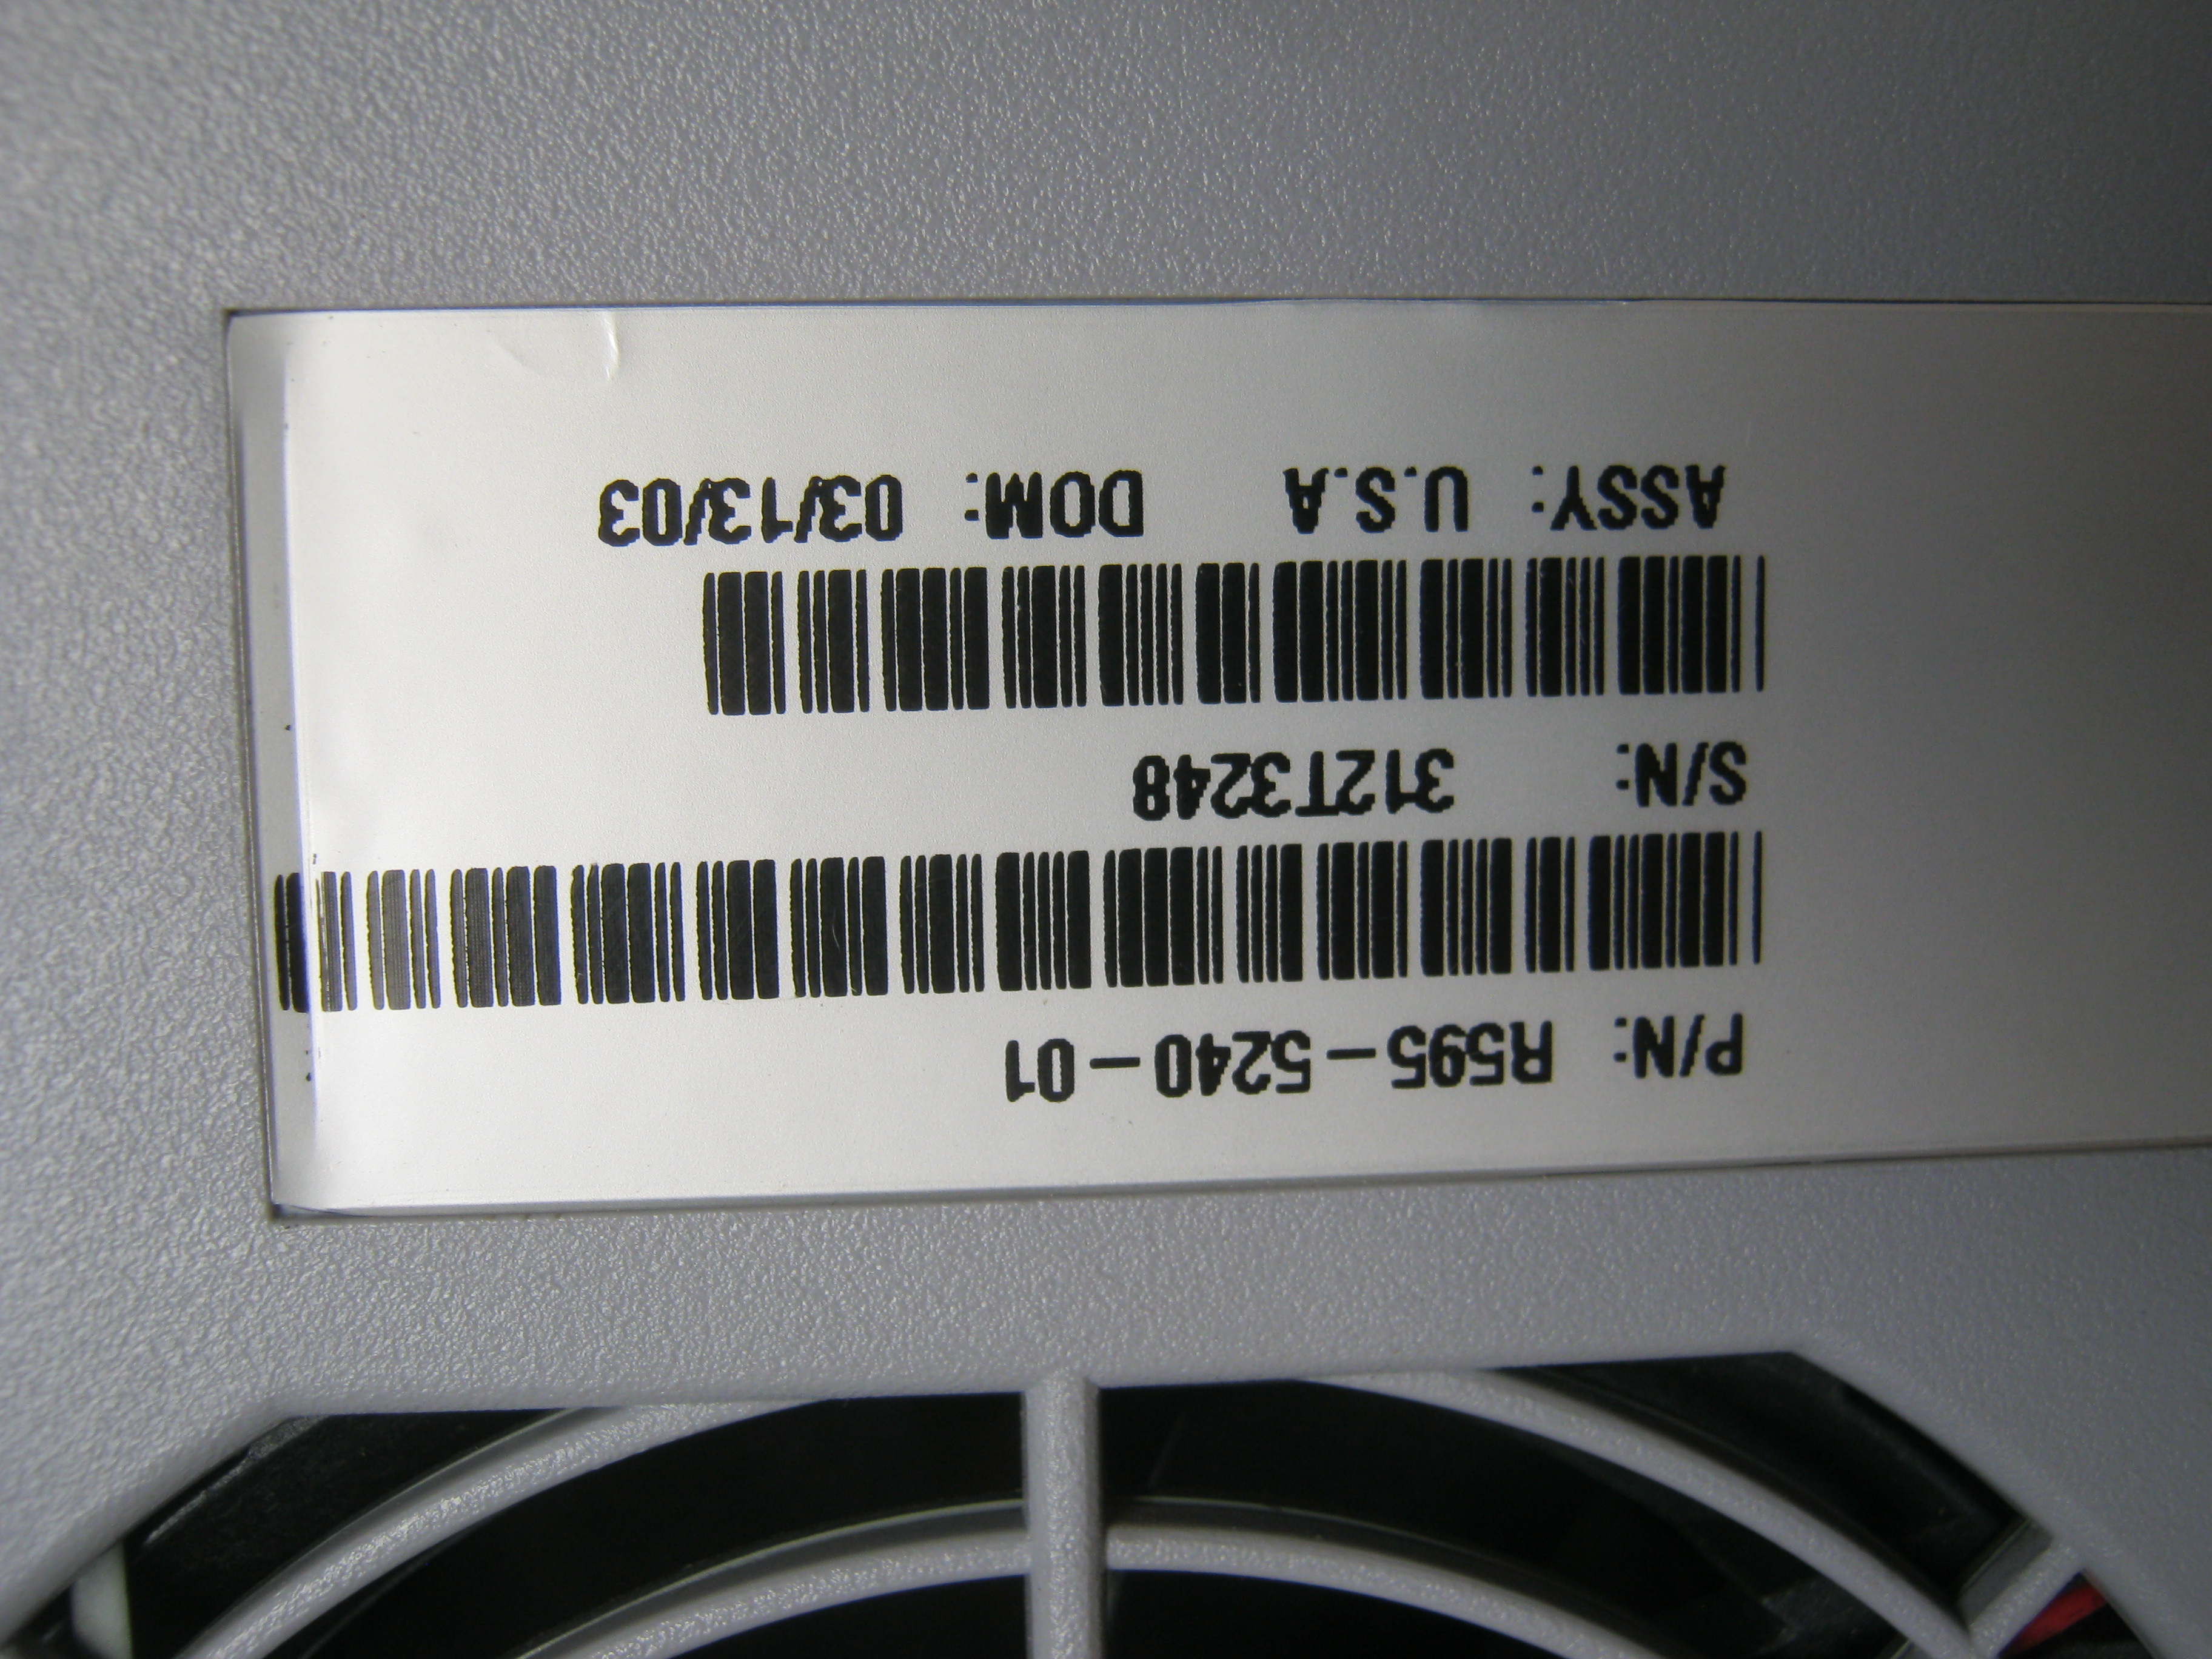 P/N: R595-5240-01
S/N: 312T3248
ASSY: U.S.A DOM: 03/13/03